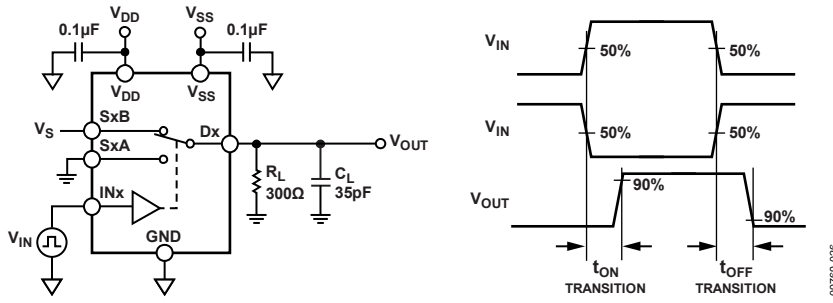 VDD
VSS
0.1µF
0.1µF
VDD
VSS
VS
SxB
SxA
Dx
VOUT
RL
300Ω
CL
35pF
INx
VIN
GND
VIN
50%
50%
VIN
50%
50%
VOUT
90%
90%
tON
TRANSITION
tOFF
TRANSITION